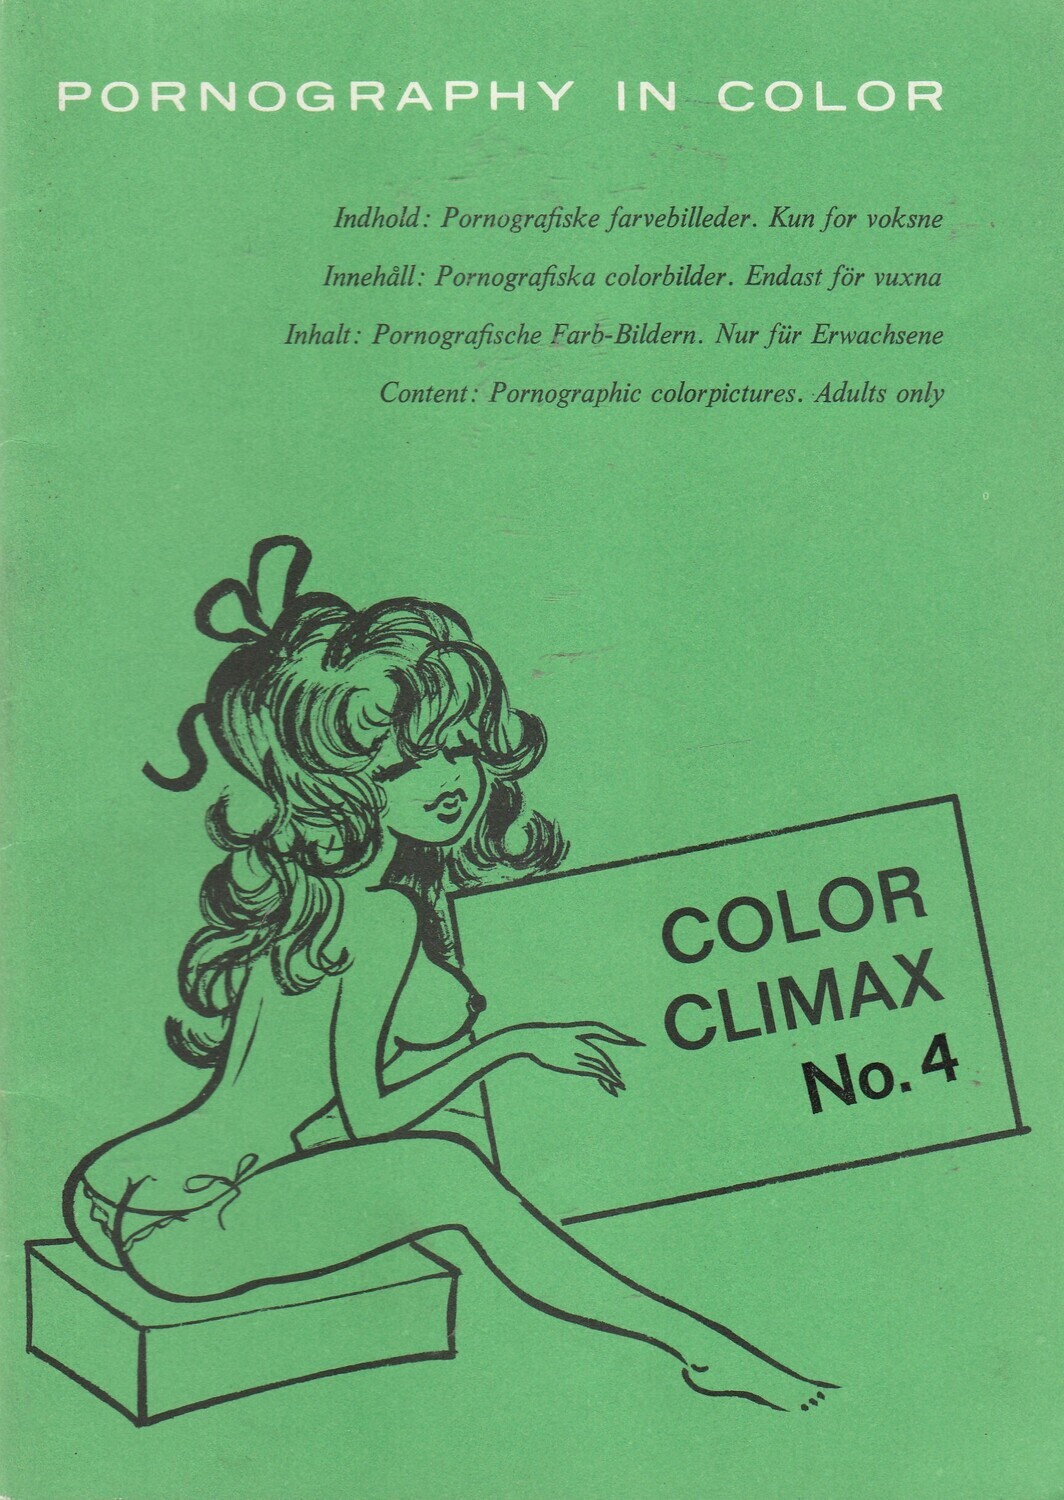 PORNOGRAPHY IN COLOR
Indhold: Pornografiske farvebilleder. Kun for voksne
Innehåll: Pornografiska colorbilder. Endast för vuxna
Inhalt: Pornografische Farb-Bildern. Nur für Erwachsene
Content: Pornographic colorpictures. Adults only
COLOR
CLIMAX
No. 4